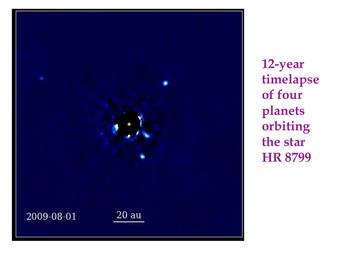 12-year
timelapse
of four
planets
orbiting
the star
HR 8799
2009-08-01
20 au